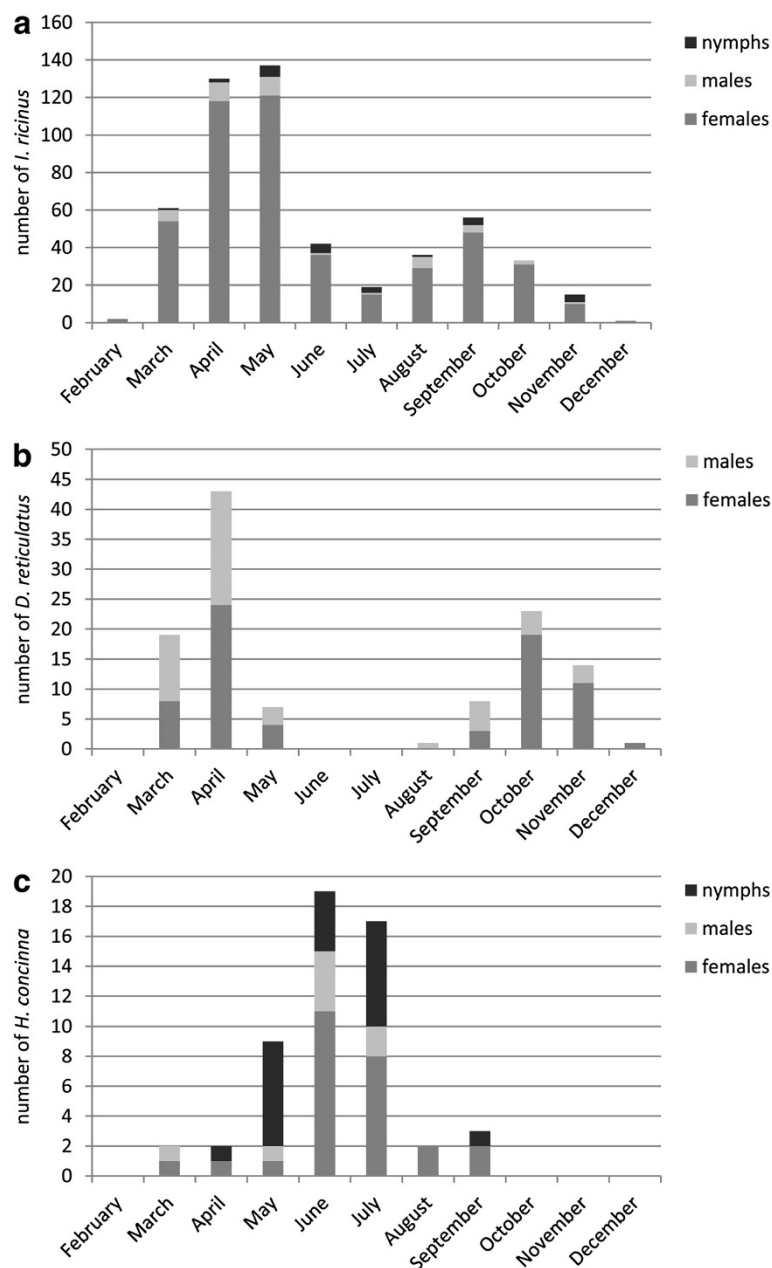 a
number of I. ricinus
160
140
120
100
80
60
40
20
0
nymphs
males
females
February
March
April
May
June
July
August
September
October
November
December
b
number of D. reticulatus
50
45
40
35
30
25
20
15
10
5
0
males
females
February
March
April
May
June
July
August
September
October
November
December
c
number of H. concinna
20
18
16
14
12
10
8
6
4
2
0
nymphs
males
females
February
March
April
May
June
July
August
September
October
November
December